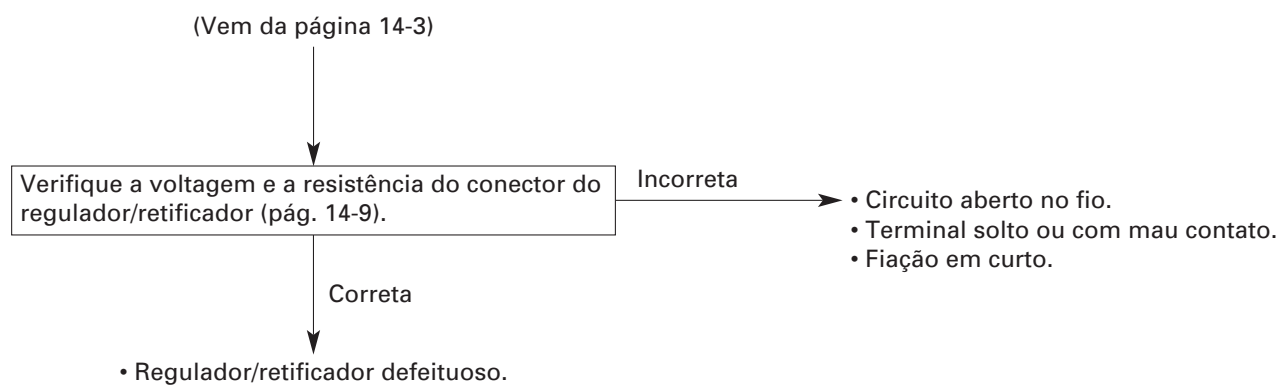 (Vem da página 14-3)
Verifique a voltagem e a resistência do conector do
regulador/retificador (pág. 14-9).
Incorreta
• Circuito aberto no fio.
• Terminal solto ou com mau contato.
• Fiação em curto.
Correta
• Regulador/retificador defeituoso.